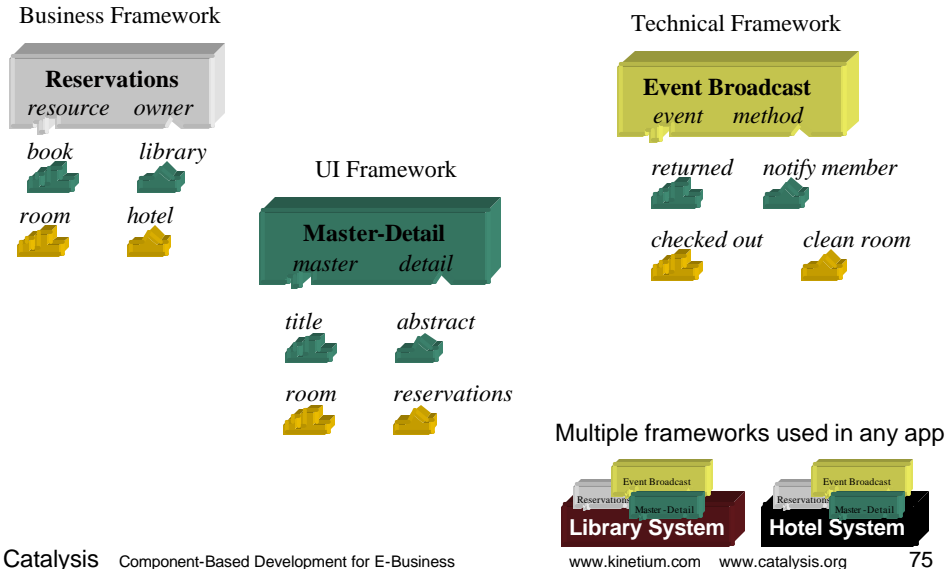 Business Framework
Reservations
resource owner
book library
room hotel
UI Framework
Master-Detail
master detail
title abstract
room reservations
Technical Framework
Event Broadcast
event method
returned notify member
checked out clean room
Multiple frameworks used in any app
Event Broadcast
Reservations
Master -Detail
Library System
Event Broadcast
Reservations
Master -Detail
Hotel System
Catalysis Component-Based Development for E-Business www.kinetium.com www.catalysis.org 75